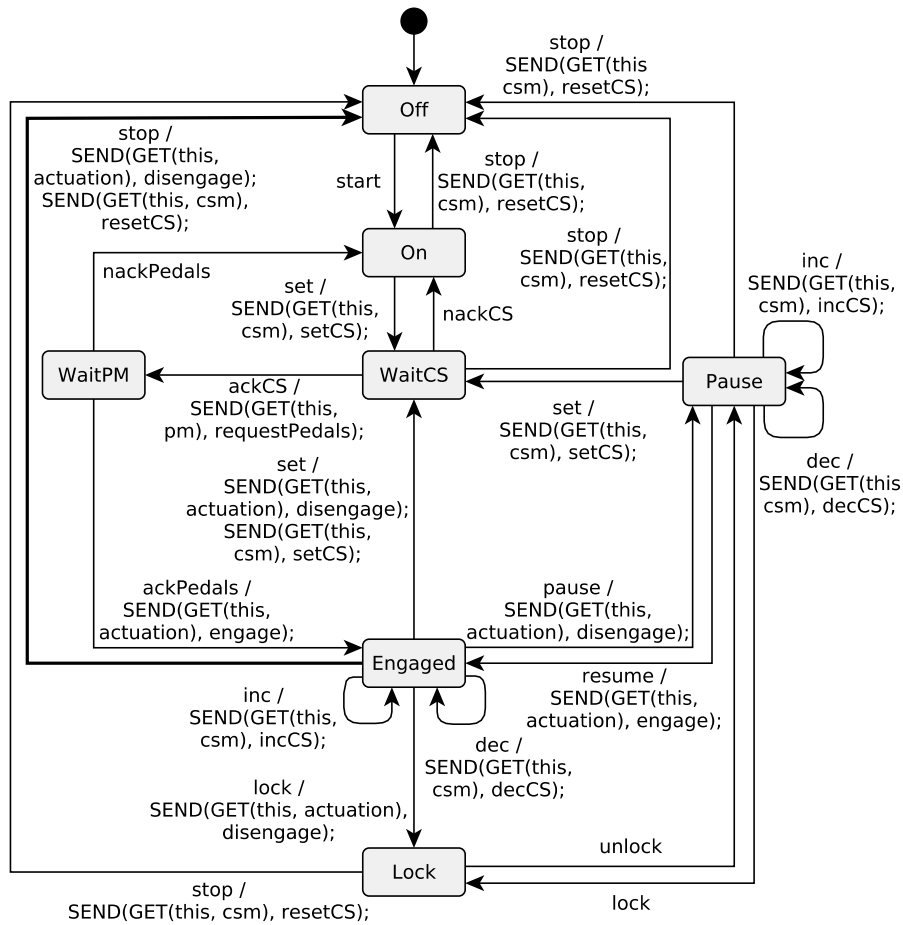 stop /
SEND(GET(this
csm), resetCS);
Off
stop /
SEND(GET(this,
actuation), disengage);
SEND(GET(this, csm),
resetCS);
start
stop /
SEND(GET(this,
csm), resetCS);
stop /
SEND(GET(this,
csm), resetCS);
On
nackPedals
set /
SEND(GET(this,
csm), setCS);
nackCS
inc /
SEND(GET(this,
csm), incCS);
WaitPM
WaitCS
Pause
ackCS /
SEND(GET(this,
pm), requestPedals);
set /
SEND(GET(this,
csm), setCS);
dec /
SEND(GET(this
csm), decCS);
set /
SEND(GET(this,
actuation), disengage);
SEND(GET(this,
csm), setCS);
ackPedals /
SEND(GET(this,
actuation), engage);
pause /
SEND(GET(this,
actuation), disengage);
Engaged
resume /
SEND(GET(this,
actuation), engage);
inc /
SEND(GET(this,
csm), incCS);
dec /
SEND(GET(this,
csm), decCS);
lock /
SEND(GET(this, actuation),
disengage);
unlock
Lock
stop /
SEND(GET(this, csm), resetCS);
lock